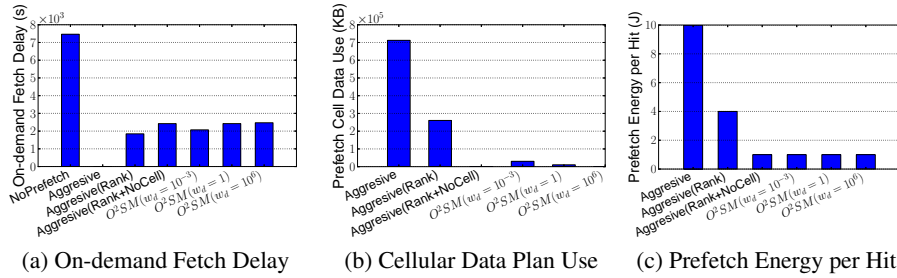 8 ×10³
7
6
5
4
3
2
1
0
On-demand Fetch Delay (s)
NoPrefetch
Aggresive
Aggresive(Rank)
Aggresive(Rank+NoCell)
O²SM(w_d = 10⁻³)
O²SM(w_d = 1)
O²SM(w_d = 10⁶)
(a) On-demand Fetch Delay
8 ×10⁵
7
6
5
4
3
2
1
0
Prefetch Cell Data Use (KB)
Aggresive
Aggresive(Rank)
Aggresive(Rank+NoCell)
O²SM(w_d = 10⁻³)
O²SM(w_d = 1)
O²SM(w_d = 10⁶)
(b) Cellular Data Plan Use
10
8
6
4
2
0
Prefetch Energy per Hit (J)
Aggresive
Aggresive(Rank)
Aggresive(Rank+NoCell)
O²SM(w_d = 10⁻³)
O²SM(w_d = 1)
O²SM(w_d = 10⁶)
(c) Prefetch Energy per Hit